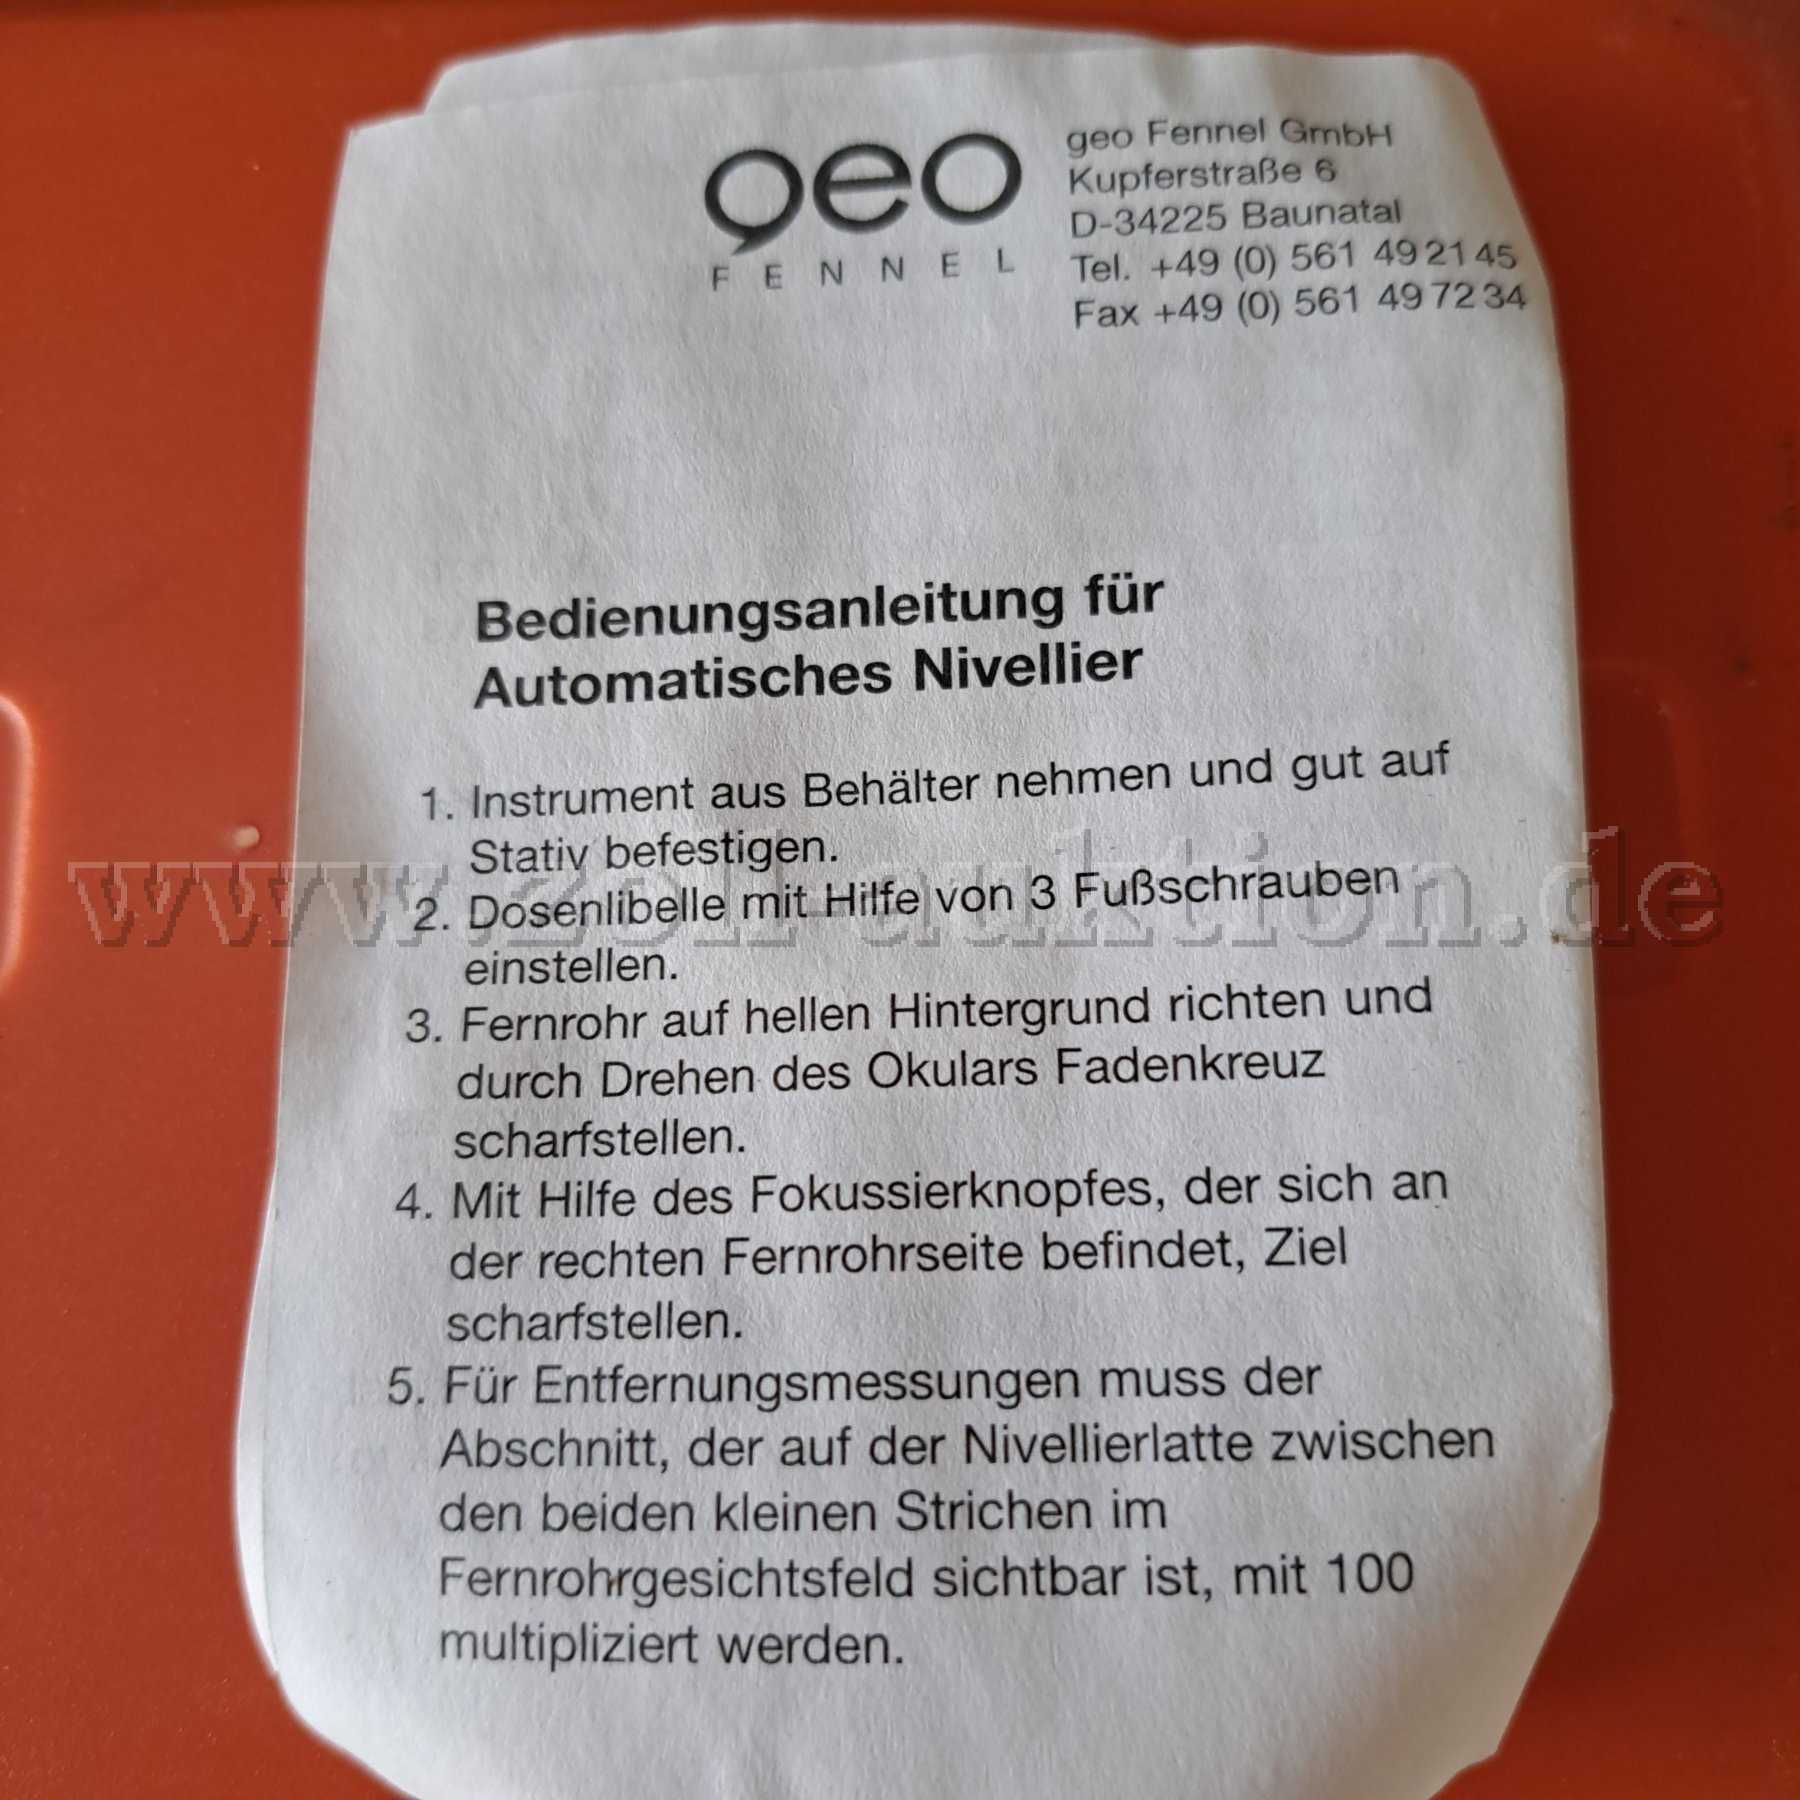 geo
FENNEL
geo Fennel GmbH
Kupferstraße 6
D-34225 Baunatal
Tel. +49 (0) 561 49 21 45
Fax +49 (0) 561 49 72 34
Bedienungsanleitung für
Automatisches Nivellier
1. Instrument aus Behälter nehmen und gut auf
Stativ befestigen.
www.zoll-auktion.de
2. Dosenlibelle mit Hilfe von 3 Fußschrauben
einstellen.
3. Fernrohr auf hellen Hintergrund richten und
durch Drehen des Okulars Fadenkreuz
scharfstellen.
4. Mit Hilfe des Fokussierknopfes, der sich an
der rechten Fernrohrseite befindet, Ziel
scharfstellen.
5. Für Entfernungsmessungen muss der
Abschnitt, der auf der Nivellierlatte zwischen
den beiden kleinen Strichen im
Fernrohrgesichtsfeld sichtbar ist, mit 100
multipliziert werden.